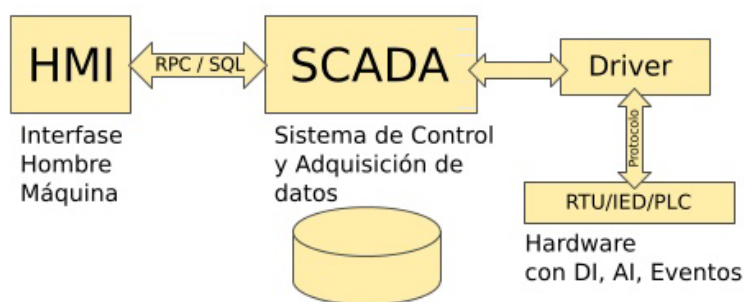 HMI
RPC / SQL
SCADA
Driver
Interfase
Hombre
Máquina
Sistema de Control
y Adquisición de
datos
Protocolo
RTU/IED/PLC
Hardware
con DI, AI, Eventos